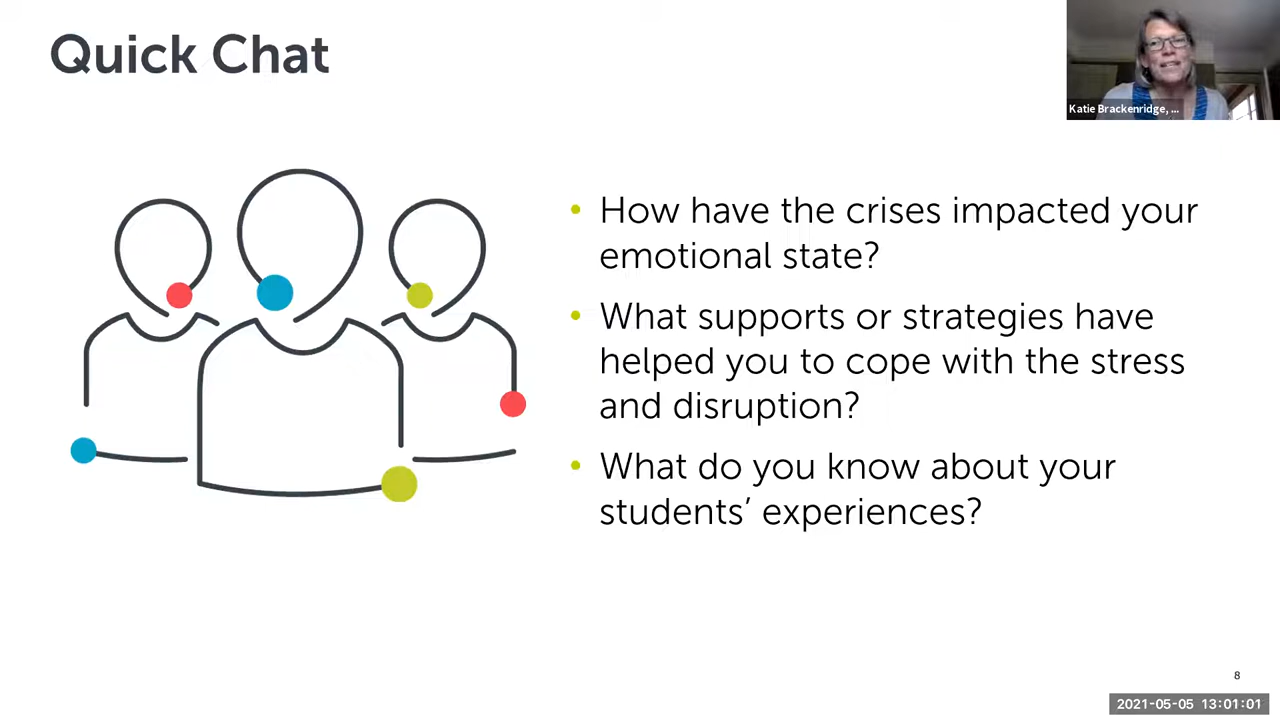 Quick Chat
Katie Brackenridge, ...
• How have the crises impacted your
emotional state?
• What supports or strategies have
helped you to cope with the stress
and disruption?
• What do you know about your
students’ experiences?
8
2021-05-05 13:01:01